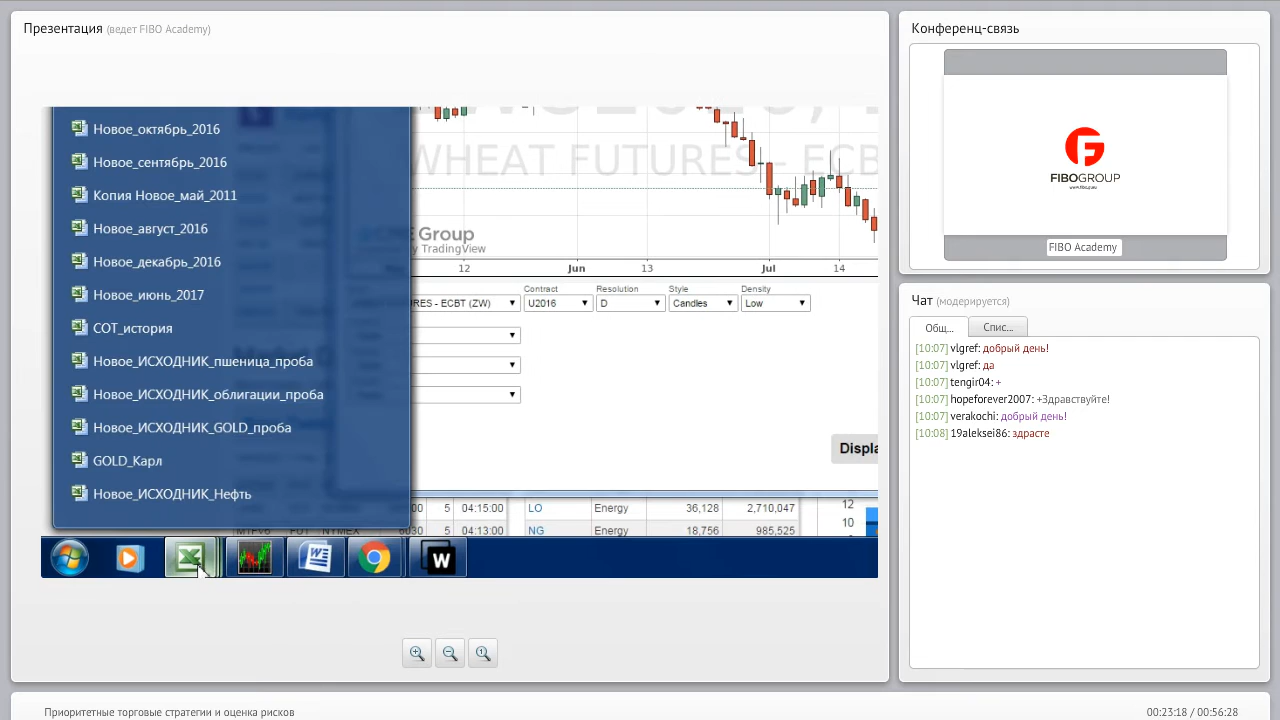 Презентация (ведет FIBO Academy)
Новое_октябрь_2016
Новое_сентябрь_2016
Копия Новое_май_2011
Новое_август_2016
Новое_декабрь_2016
Новое_июнь_2017
COT_история
Новое_ИСХОДНИК_пшеница_проба
Новое_ИСХОДНИК_облигации_проба
Новое_ИСХОДНИК_GOLD_проба
GOLD_Карл
Новое_ИСХОДНИК_Нефть
WHEAT FUTURES - ECB
Group
by TradingView
12 Jun 13 Jul 14
Contract Resolution Style Density
RES - ECBT (ZW) U2016 D Candles Low
Displa
5 04:15:00 LO Energy 36,128 2,710,047 12
5 04:13:00 NG Energy 18,756 985,525 10
W
Конференц-связь
FIBOGROUP
FIBO Academy
Чат (модерируется)
Общ... Спис...
[10:07] vlgref: добрый день!
[10:07] vlgref: да
[10:07] tengir04: +
[10:07] hopeforever2007: +Здравствуйте!
[10:07] verakochi: добрый день!
[10:08] 19aleksei86: здрасте
Приоритетные торговые стратегии и оценка рисков
00:23:18 / 00:56:28